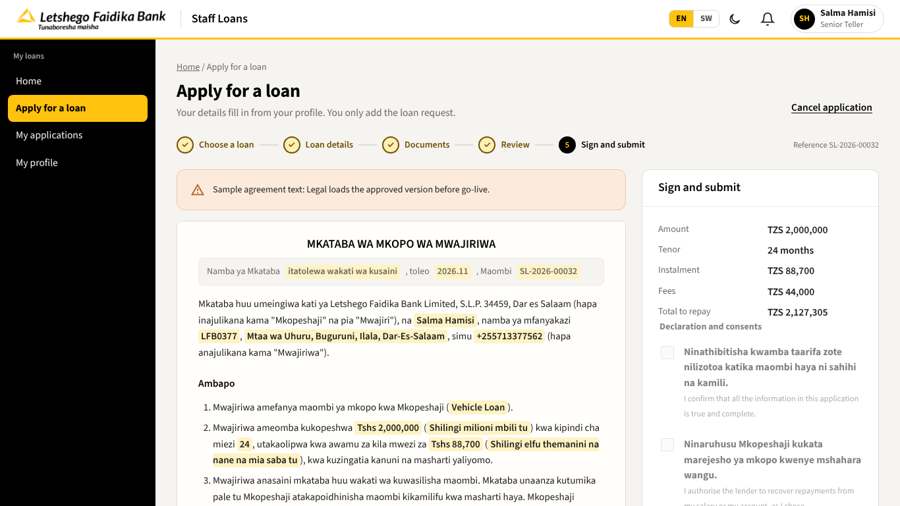 Letshego Faidika Bank
Tunaboresha maisha
Staff Loans
EN SW
SH
Salma Hamisi
Senior Teller
My loans
Home
Apply for a loan
My applications
My profile
Home / Apply for a loan
Apply for a loan
Your details fill in from your profile. You only add the loan request.
Cancel application
Choose a loan
Loan details
Documents
Review
5 Sign and submit
Reference SL-2026-00032
Sample agreement text: Legal loads the approved version before go-live.
MKATABA WA MKOPO WA MWAJIRIWA
Namba ya Mkataba itatolewa wakati wa kusaini , toleo 2026.11 , Maombi SL-2026-00032
Mkataba huu umeingiwa kati ya Letshego Faidika Bank Limited, S.L.P. 34459, Dar es Salaam (hapa
inajulikana kama "Mkopeshaji" na pia "Mwajiri"), na Salma Hamisi , namba ya mfanyakazi
LFB0377 , Mtaa wa Uhuru, Buguruni, Ilala, Dar-Es-Salaam , simu +255713377562 (hapa
anajulikana kama "Mwajiriwa").
Ambapo
1. Mwajiriwa amefanya maombi ya mkopo kwa Mkopeshaji ( Vehicle Loan ).
2. Mwajiriwa ameomba kukopeshwa Tshs 2,000,000 ( Shilingi milioni mbili tu ) kwa kipindi cha
miezi 24 , utakaolipwa kwa awamu za kila mwezi za Tshs 88,700 ( Shilingi elfu themanini na
nane na mia saba tu ), kwa kuzingatia kanuni na masharti yaliyomo.
3. Mwajiriwa anasaini mkataba huu wakati wa kuwasilisha maombi. Mkataba unaanza kutumika
pale tu Mkopeshaji atakapoidhinisha maombi kikamilifu kwa masharti haya. Mkopeshaji
Sign and submit
Amount TZS 2,000,000
Tenor 24 months
Instalment TZS 88,700
Fees TZS 44,000
Total to repay TZS 2,127,305
Declaration and consents
Ninathibitisha kwamba taarifa zote
nilizotoa katika maombi haya ni sahihi
na kamili.
I confirm that all the information in this application
is true and complete.
Ninaruhusu Mkopeshaji kukata
marejesho ya mkopo kwenye mshahara
wangu.
I authorise the lender to recover repayments from